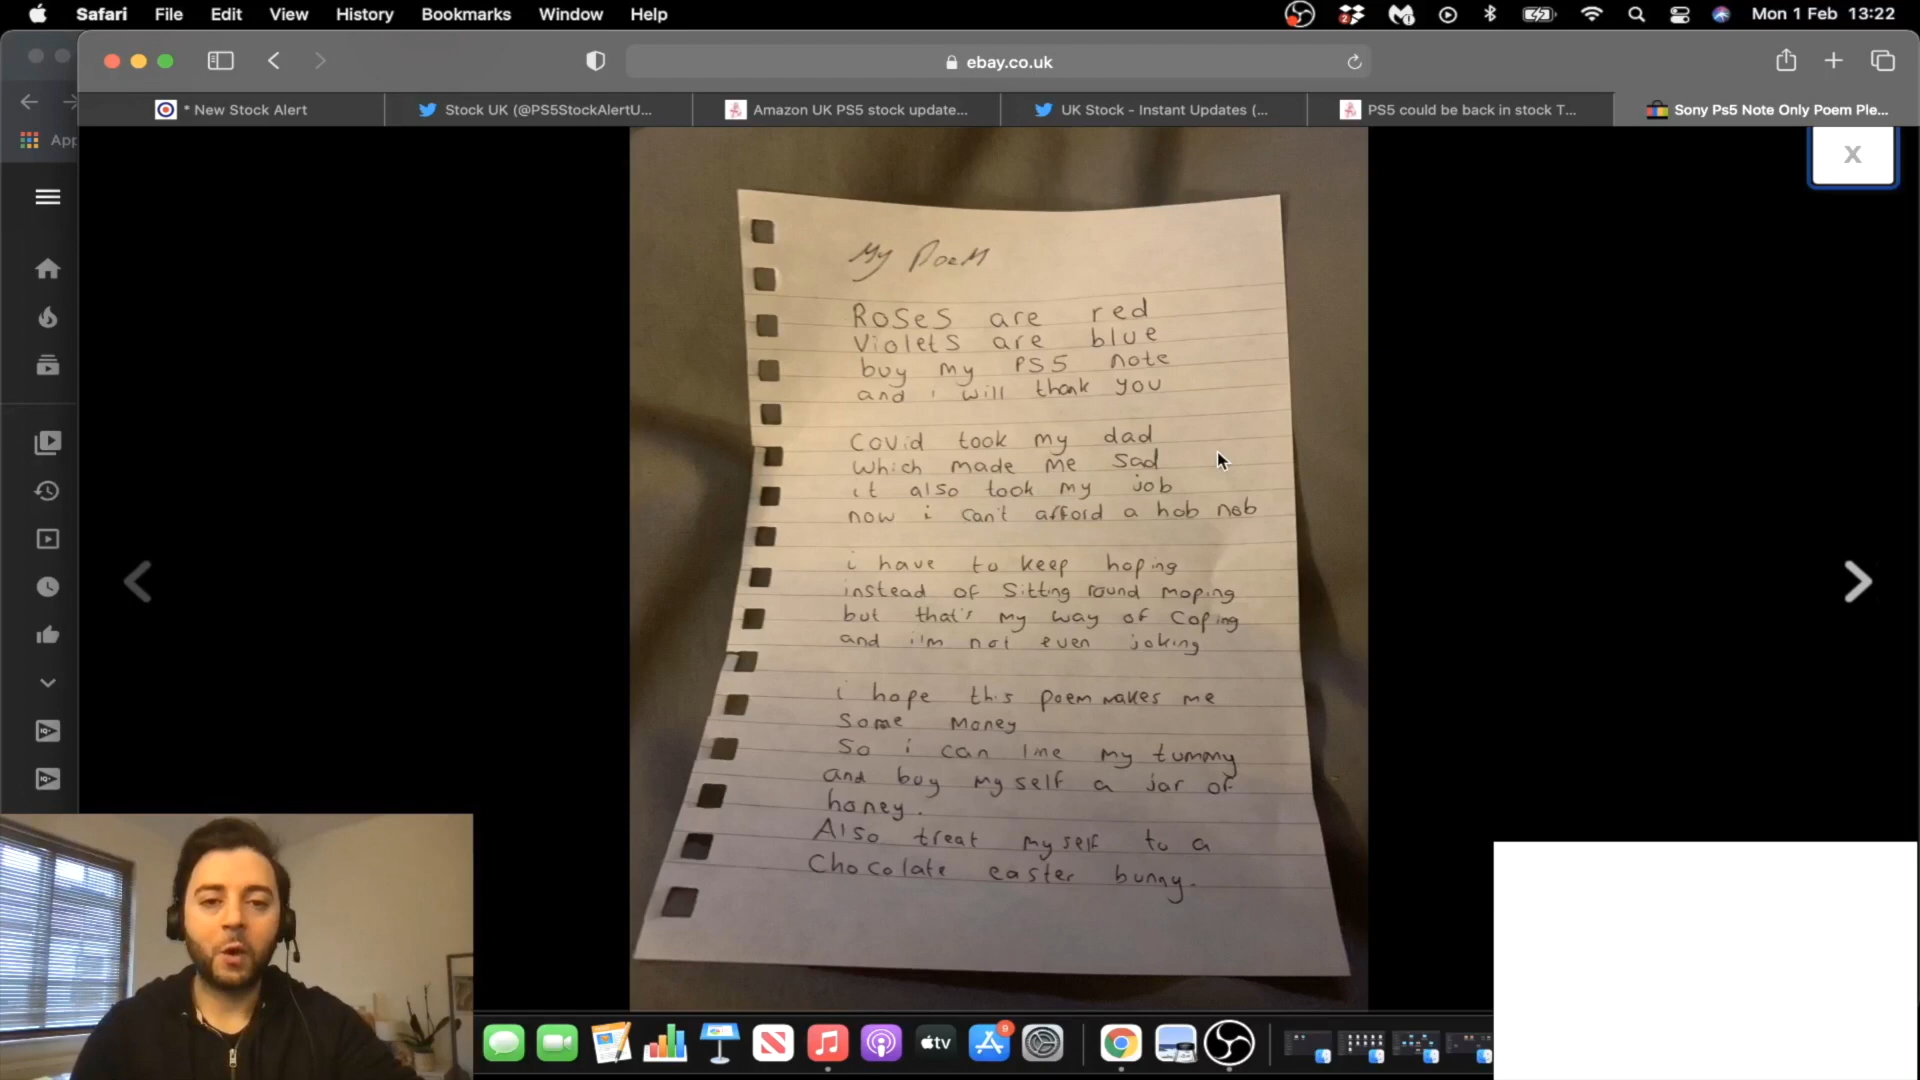 Safari File Edit View History Bookmarks Window Help
Mon 1 Feb 13:22
ebay.co.uk
* New Stock Alert
Stock UK (@PS5StockAlertU...
Amazon UK PS5 stock update...
UK Stock - Instant Updates (...
PS5 could be back in stock T...
Sony Ps5 Note Only Poem Ple...
App
X
My Poem
Roses are red
Violets are blue
buy my PS5 note
and i will thank you
Covid took my dad
which made me sad
it also took my job
now i can't afford a hob nob
i have to keep hoping
instead of sitting round moping
but that's my way of coping
and i'm not even joking
i hope this poem makes me
some money
So i can line my tummy
and buy myself a jar of
honey.
Also treat myself to a
Chocolate easter bunny.
tv
9